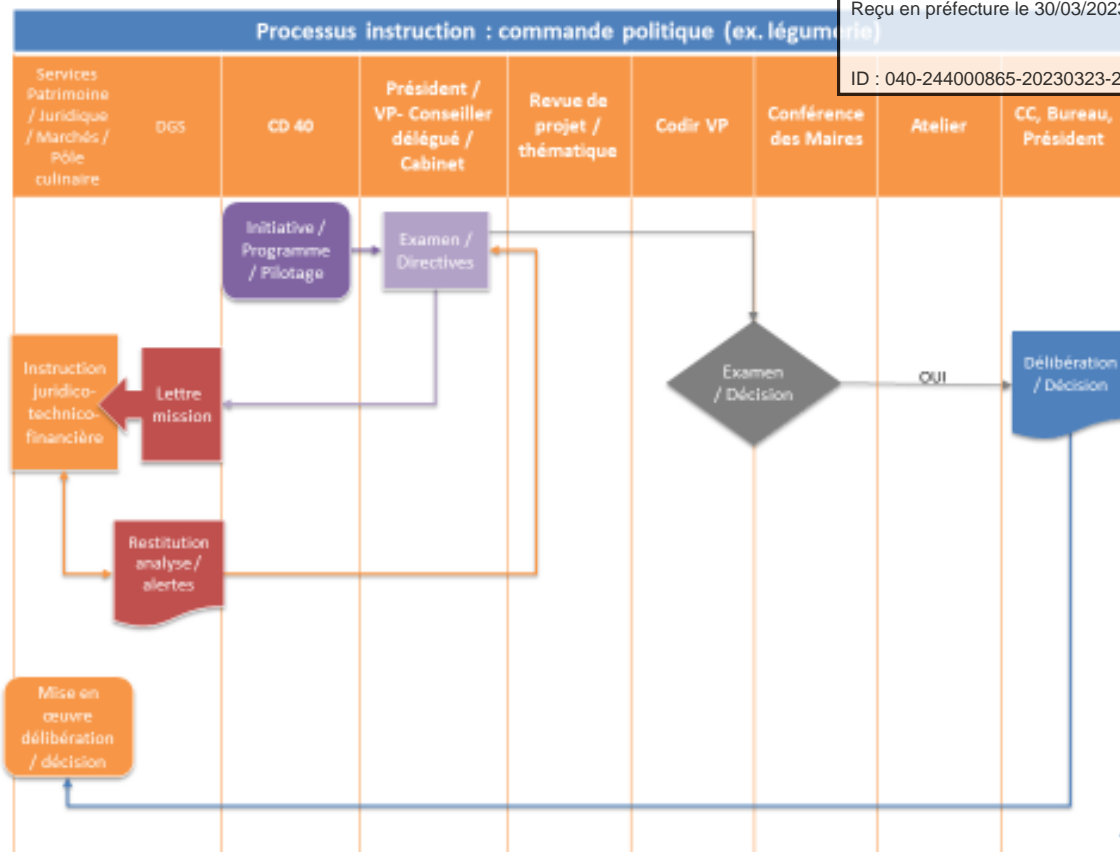 Reçu en préfecture le 30/03/2023
Processus instruction : commande politique (ex. légumerie)
ID : 040-244000865-20230323-2
Services
Patrimoine
/ Juridique
/ Marchés /
Pôle
culinaire
DGS
CD 40
Président /
VP- Conseiller
délégué /
Cabinet
Revue de
projet /
thématique
Codir VP
Conférence
des Maires
Atelier
CC, Bureau,
Président
Initiative /
Programme
/ Pilotage
Examen /
Directives
Instruction
juridico-
technico-
financière
Lettre
mission
Examen
/ Décision
OUI
Délibération
/ Décision
Restitution
analyse /
alertes
Mise en
œuvre
délibération
/ décision